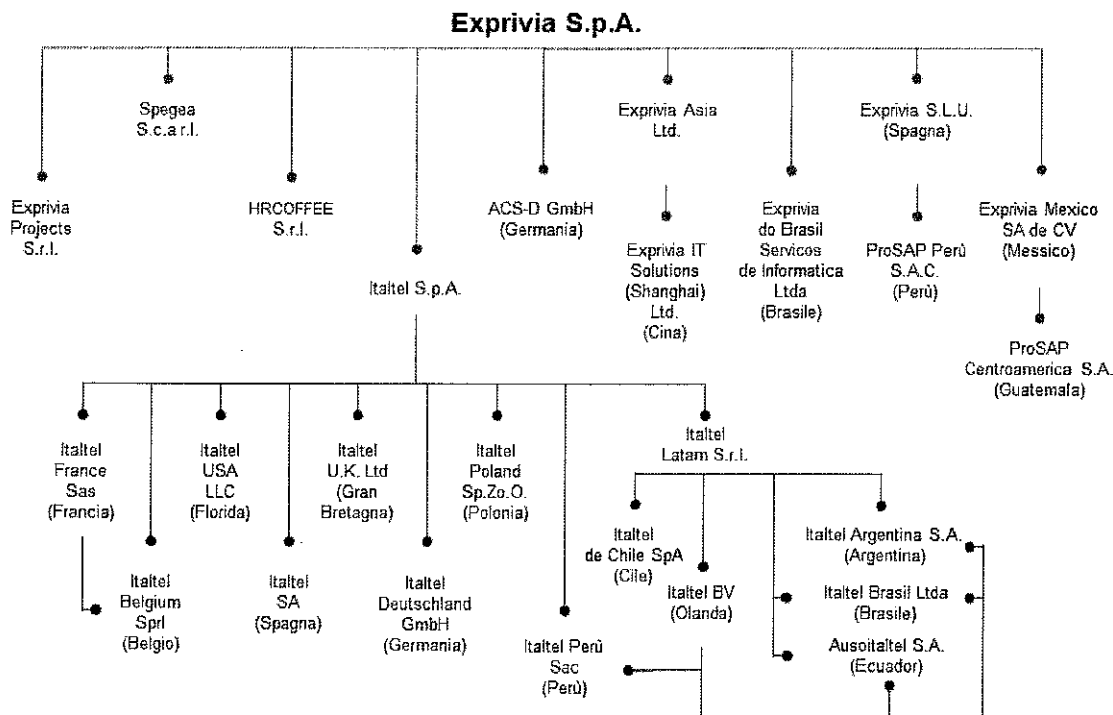 Exprivia S.p.A.
Spegea
S.c.a r.l.
Exprivia Asia
Ltd.
Exprivia S.L.U.
(Spagna)
Exprivia
Projects
S.r.l.
HRCOFFEE
S.r.l.
ACS-D GmbH
(Germania)
Exprivia IT
Solutions
(Shanghai)
Ltd.
(Cina)
Exprivia
do Brasil
Servicos
de Informatica
Ltda
(Brasile)
ProSAP Perù
S.A.C.
(Perù)
Exprivia Mexico
SA de CV
(Messico)
Italtel S.p.A.
ProSAP
Centroamerica S.A.
(Guatemala)
Italtel
France
Sas
(Francia)
Italtel
USA
LLC
(Florida)
Italtel
U.K. Ltd
(Gran
Bretagna)
Italtel
Poland
Sp.Zo.O.
(Polonia)
Italtel
Latam S.r.l.
Italtel
Belgium
Sprl
(Belgio)
Italtel
SA
(Spagna)
Italtel
Deutschland
GmbH
(Germania)
Italtel Perù
Sac
(Perù)
Italtel
de Chile SpA
(Cile)
Italtel BV
(Olanda)
Italtel Argentina S.A.
(Argentina)
Italtel Brasil Ltda
(Brasile)
Ausoitaltel S.A.
(Ecuador)